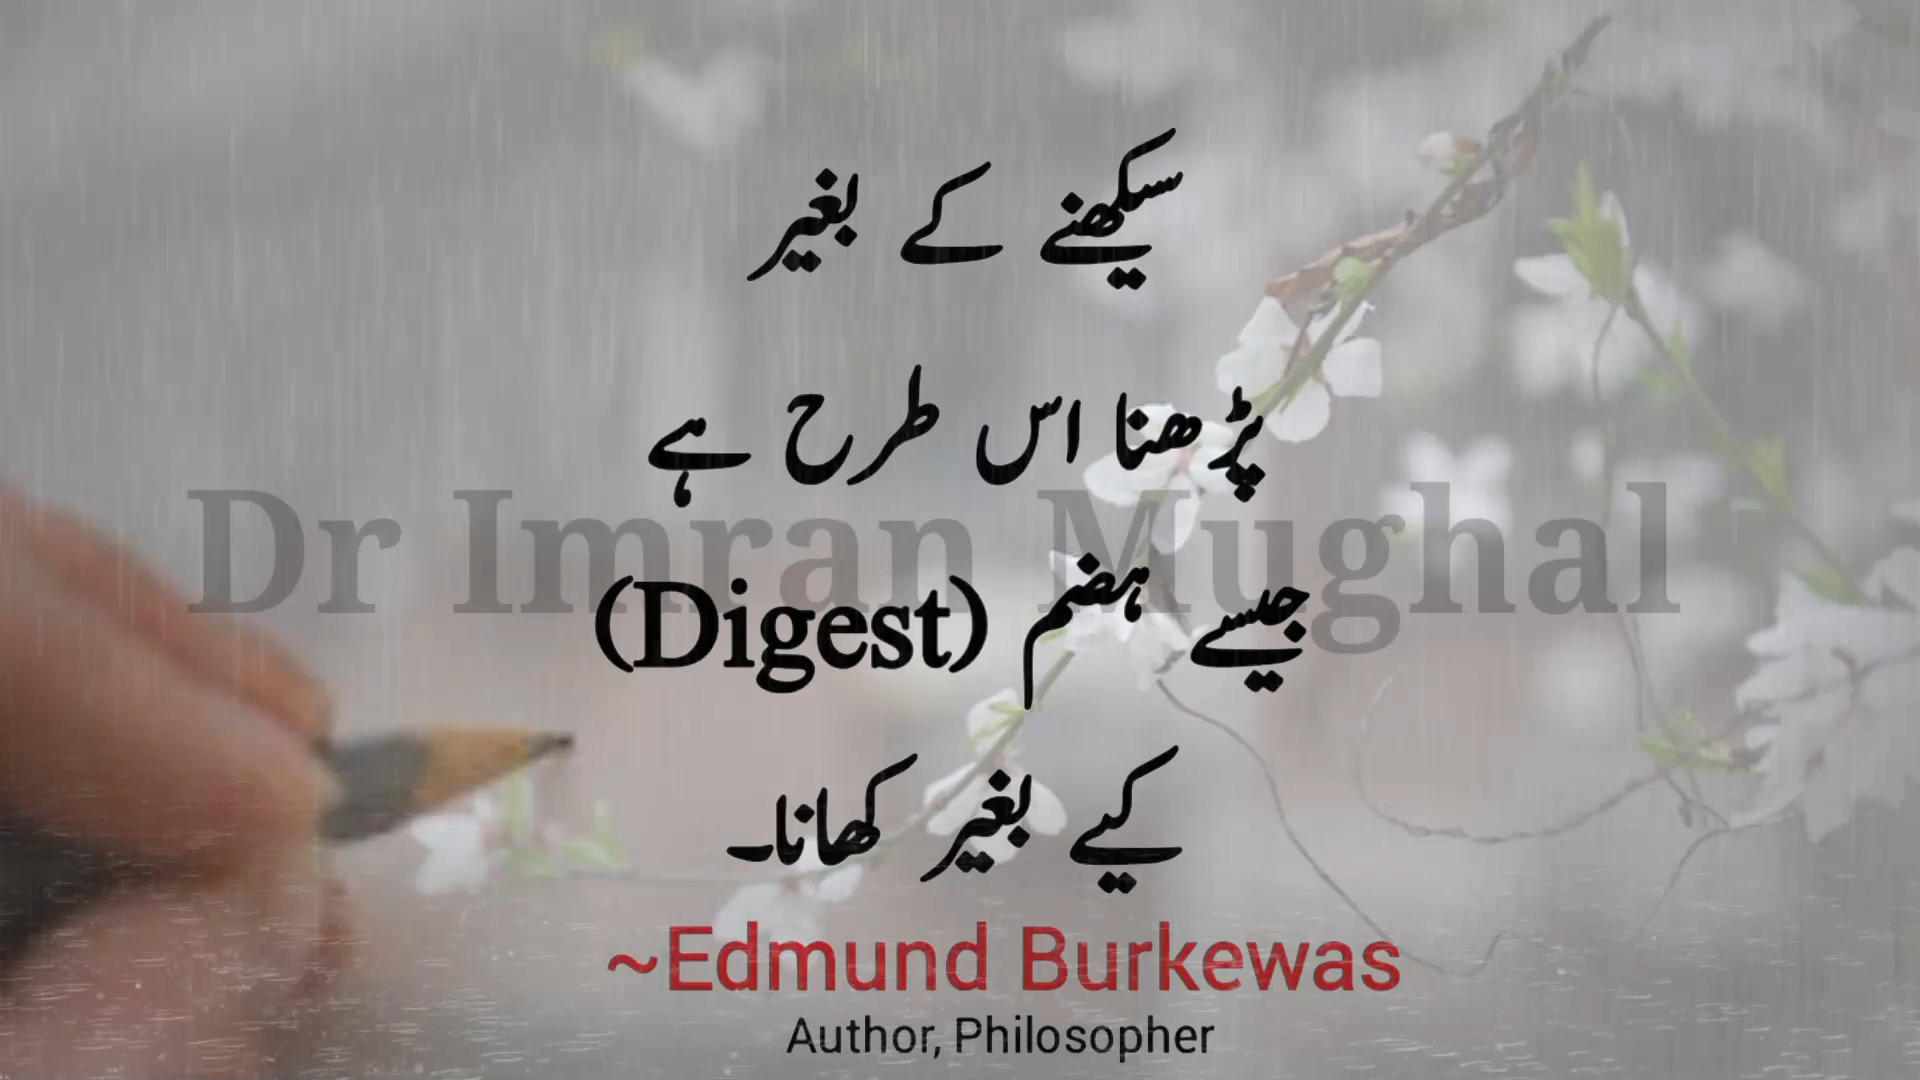 سیکھنے کے بغیر
پڑھنا اس طرح ہے
Dr Imran Mughal
جیسے ہضم (Digest)
کیے بغیر کھانا۔
~Edmund Burkewas
Author, Philosopher